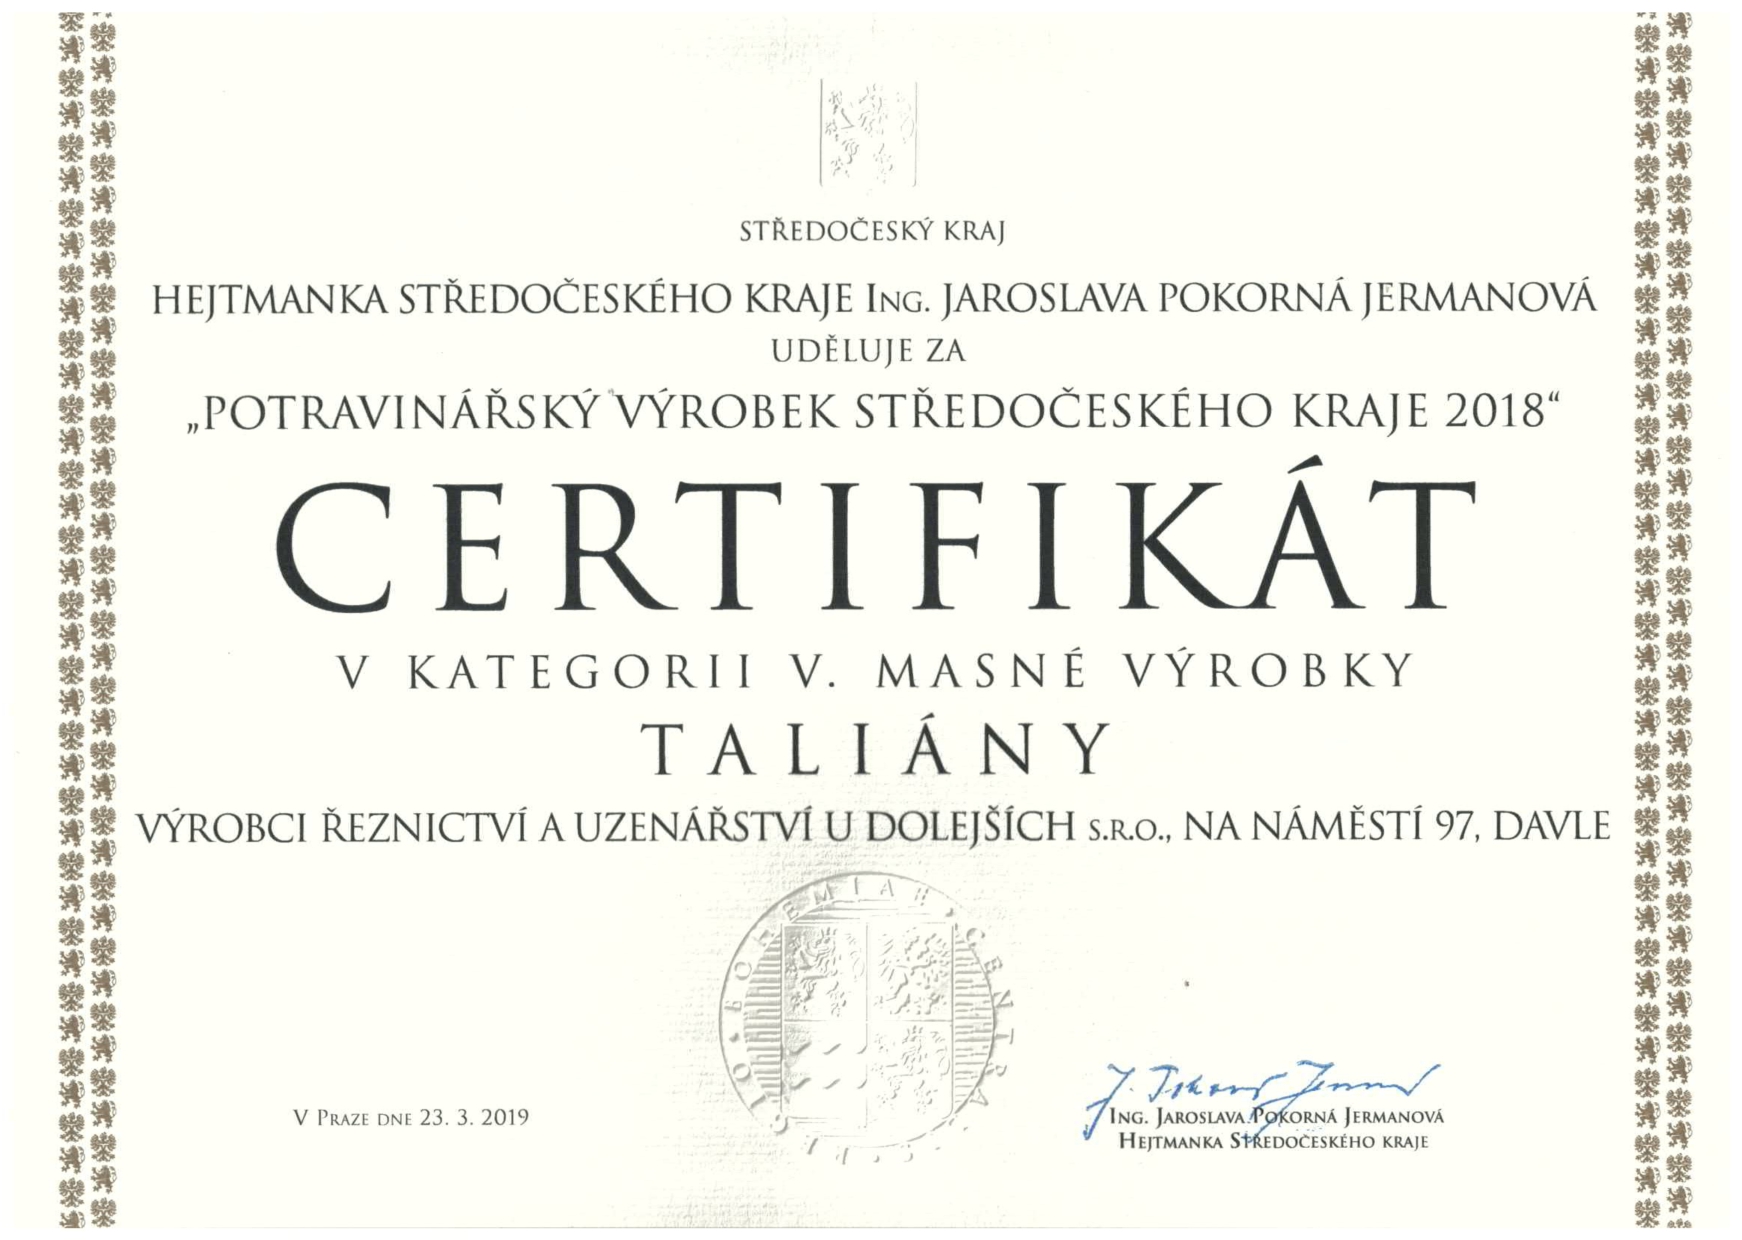 STŘEDOČESKÝ KRAJ
HEJTMANKA STŘEDOČESKÉHO KRAJE ING. JAROSLAVA POKORNÁ JERMANOVÁ
UDĚLUJE ZA
„POTRAVINÁŘSKÝ VÝROBEK STŘEDOČESKÉHO KRAJE 2018“
CERTIFIKÁT
V KATEGORII V. MASNÉ VÝROBKY
TALIÁNY
VÝROBCI ŘEZNICTVÍ A UZENÁŘSTVÍ U DOLEJŠÍCH S.R.O., NA NÁMĚSTÍ 97, DAVLE
BOHEMIAE CENTRA
V PRAZE DNE 23. 3. 2019
ING. JAROSLAVA POKORNÁ JERMANOVÁ
HEJTMANKA STŘEDOČESKÉHO KRAJE